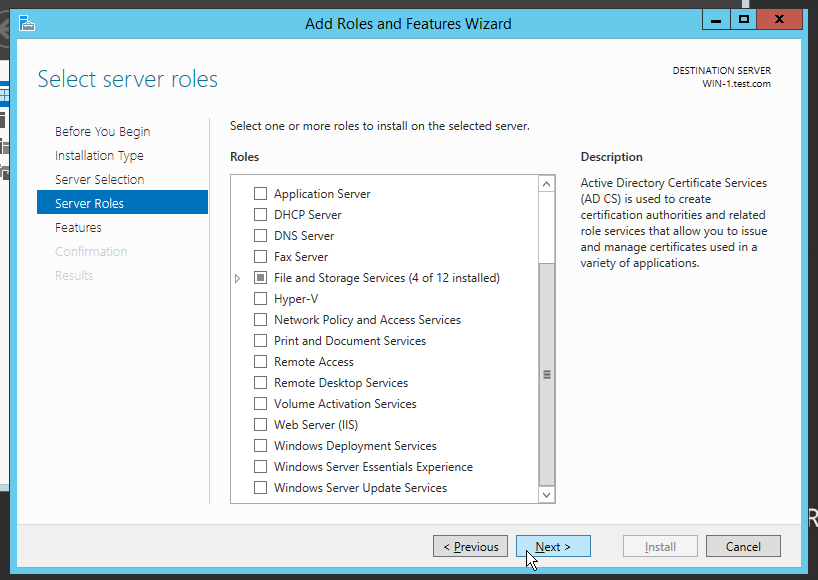 Add Roles and Features Wizard
Select server roles
DESTINATION SERVER
WIN-1.test.com
Before You Begin
Installation Type
Server Selection
Server Roles
Features
Confirmation
Results
Select one or more roles to install on the selected server.
Roles
Application Server
DHCP Server
DNS Server
Fax Server
File and Storage Services (4 of 12 installed)
Hyper-V
Network Policy and Access Services
Print and Document Services
Remote Access
Remote Desktop Services
Volume Activation Services
Web Server (IIS)
Windows Deployment Services
Windows Server Essentials Experience
Windows Server Update Services
Description
Active Directory Certificate Services
(AD CS) is used to create
certification authorities and related
role services that allow you to issue
and manage certificates used in a
variety of applications.
< Previous
Next >
Install
Cancel